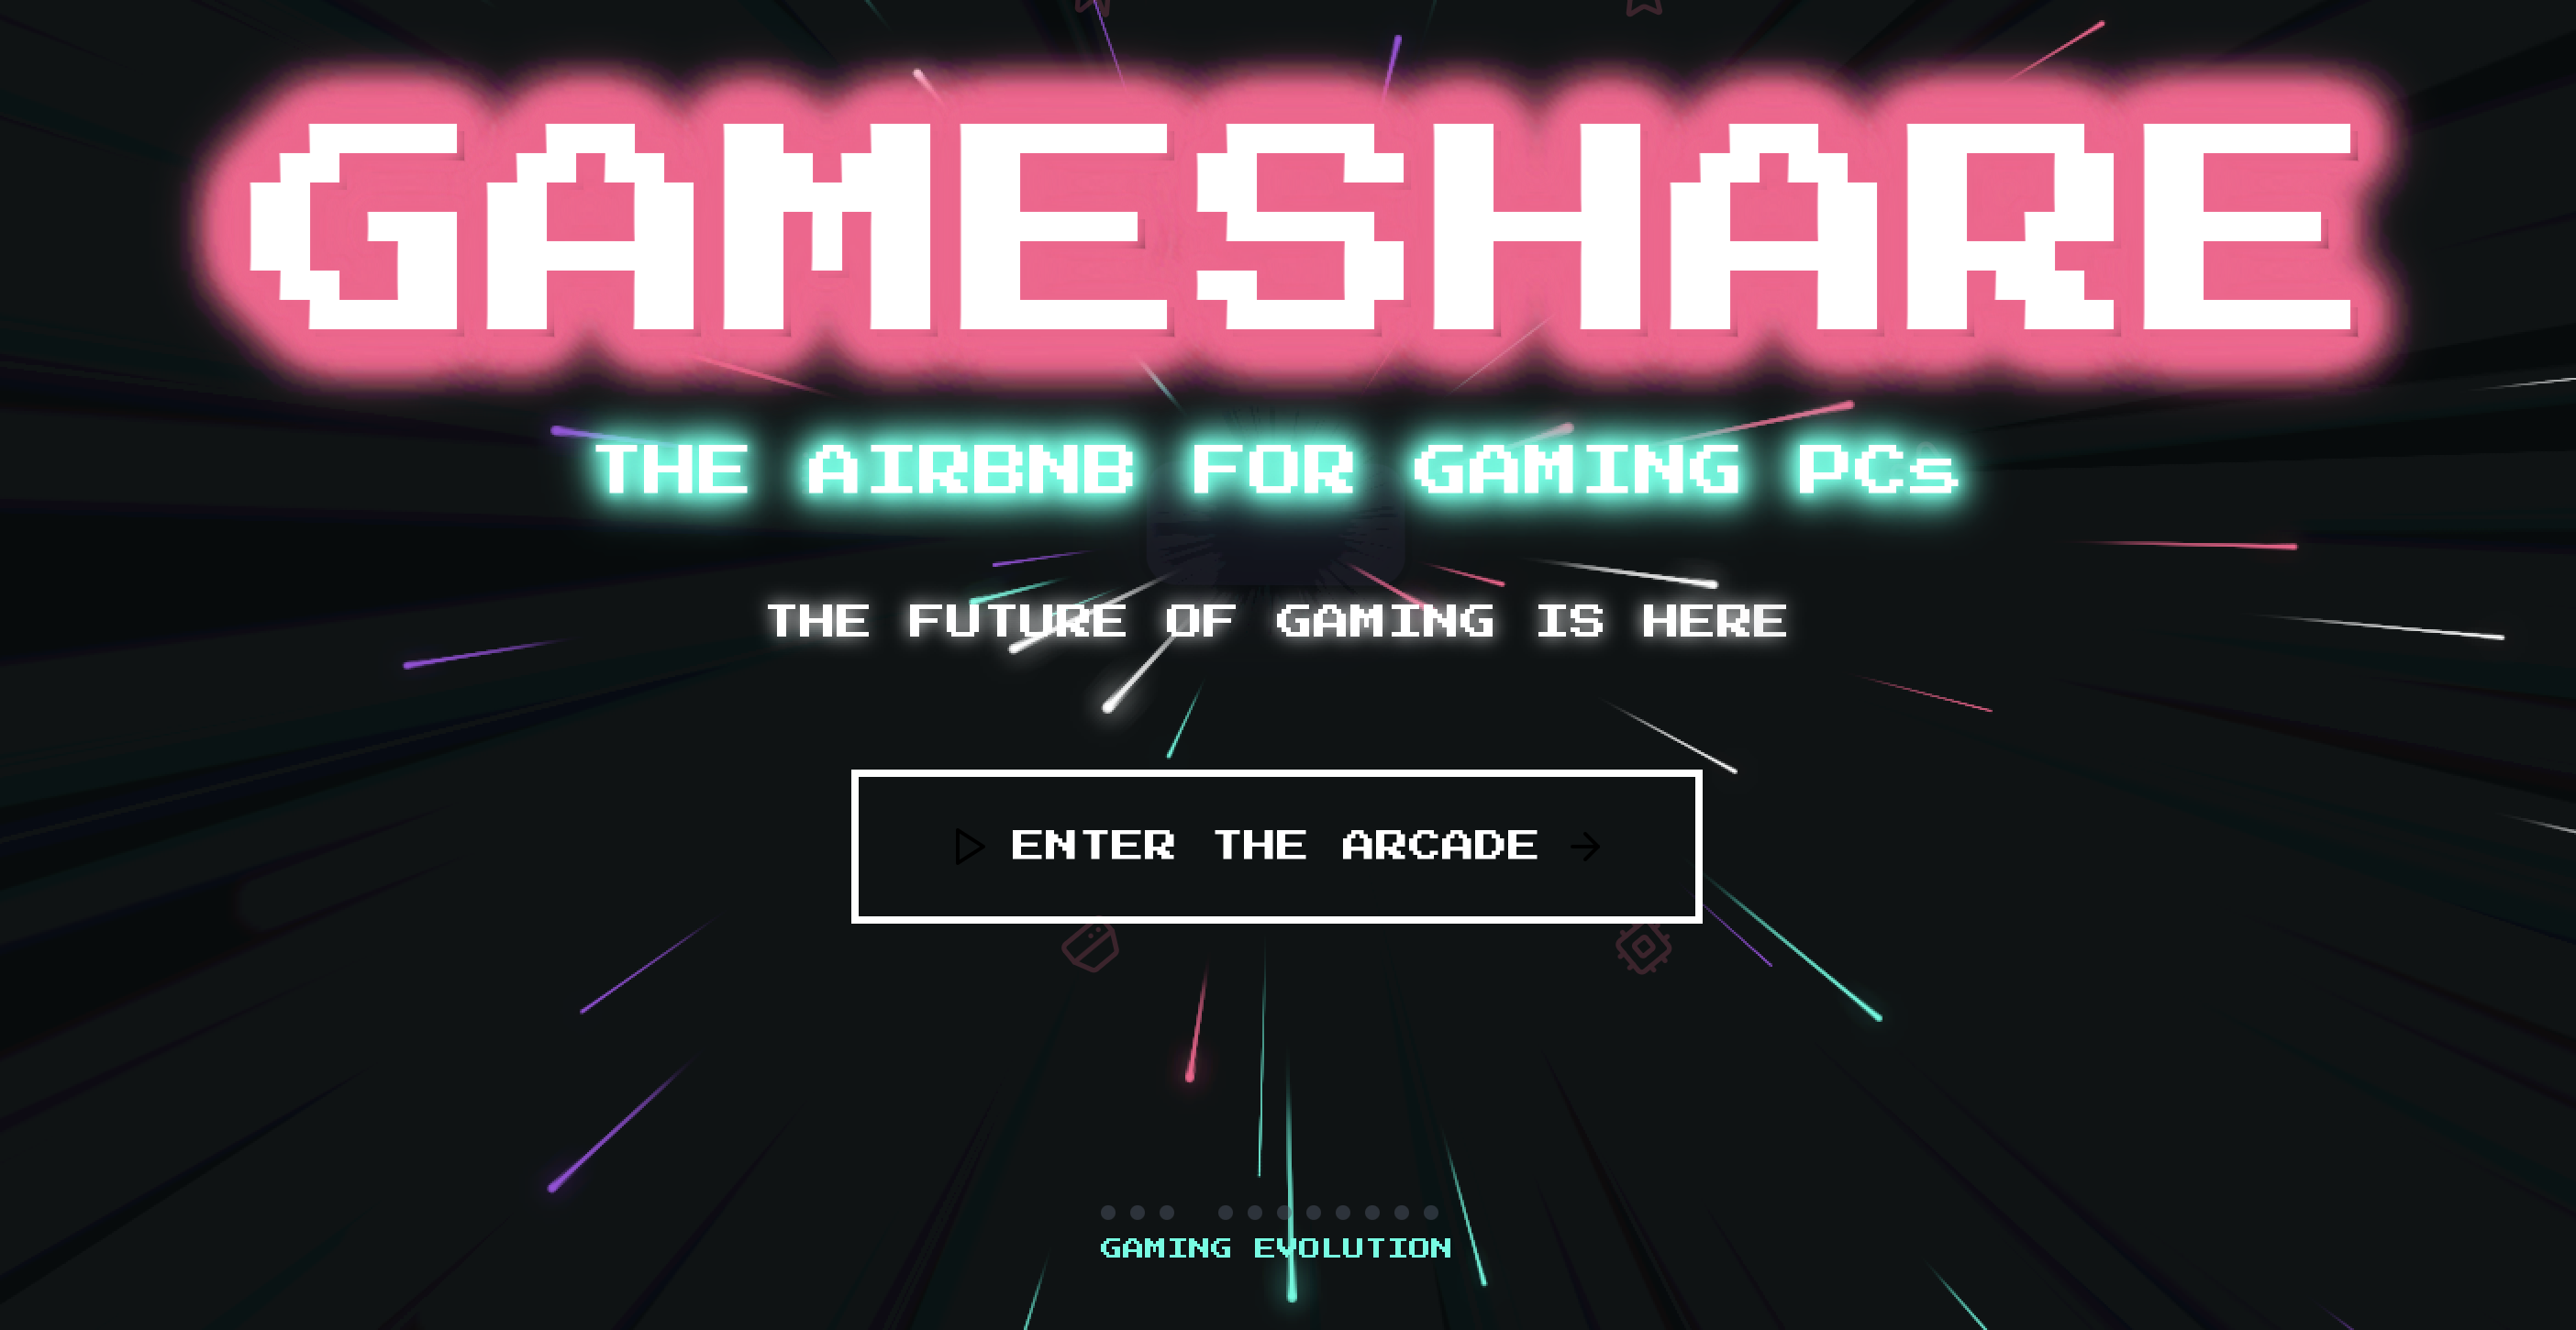 GAMESHARE
THE AIRBNB FOR GAMING PCs
THE FUTURE OF GAMING IS HERE
ENTER THE ARCADE
GAMING EVOLUTION